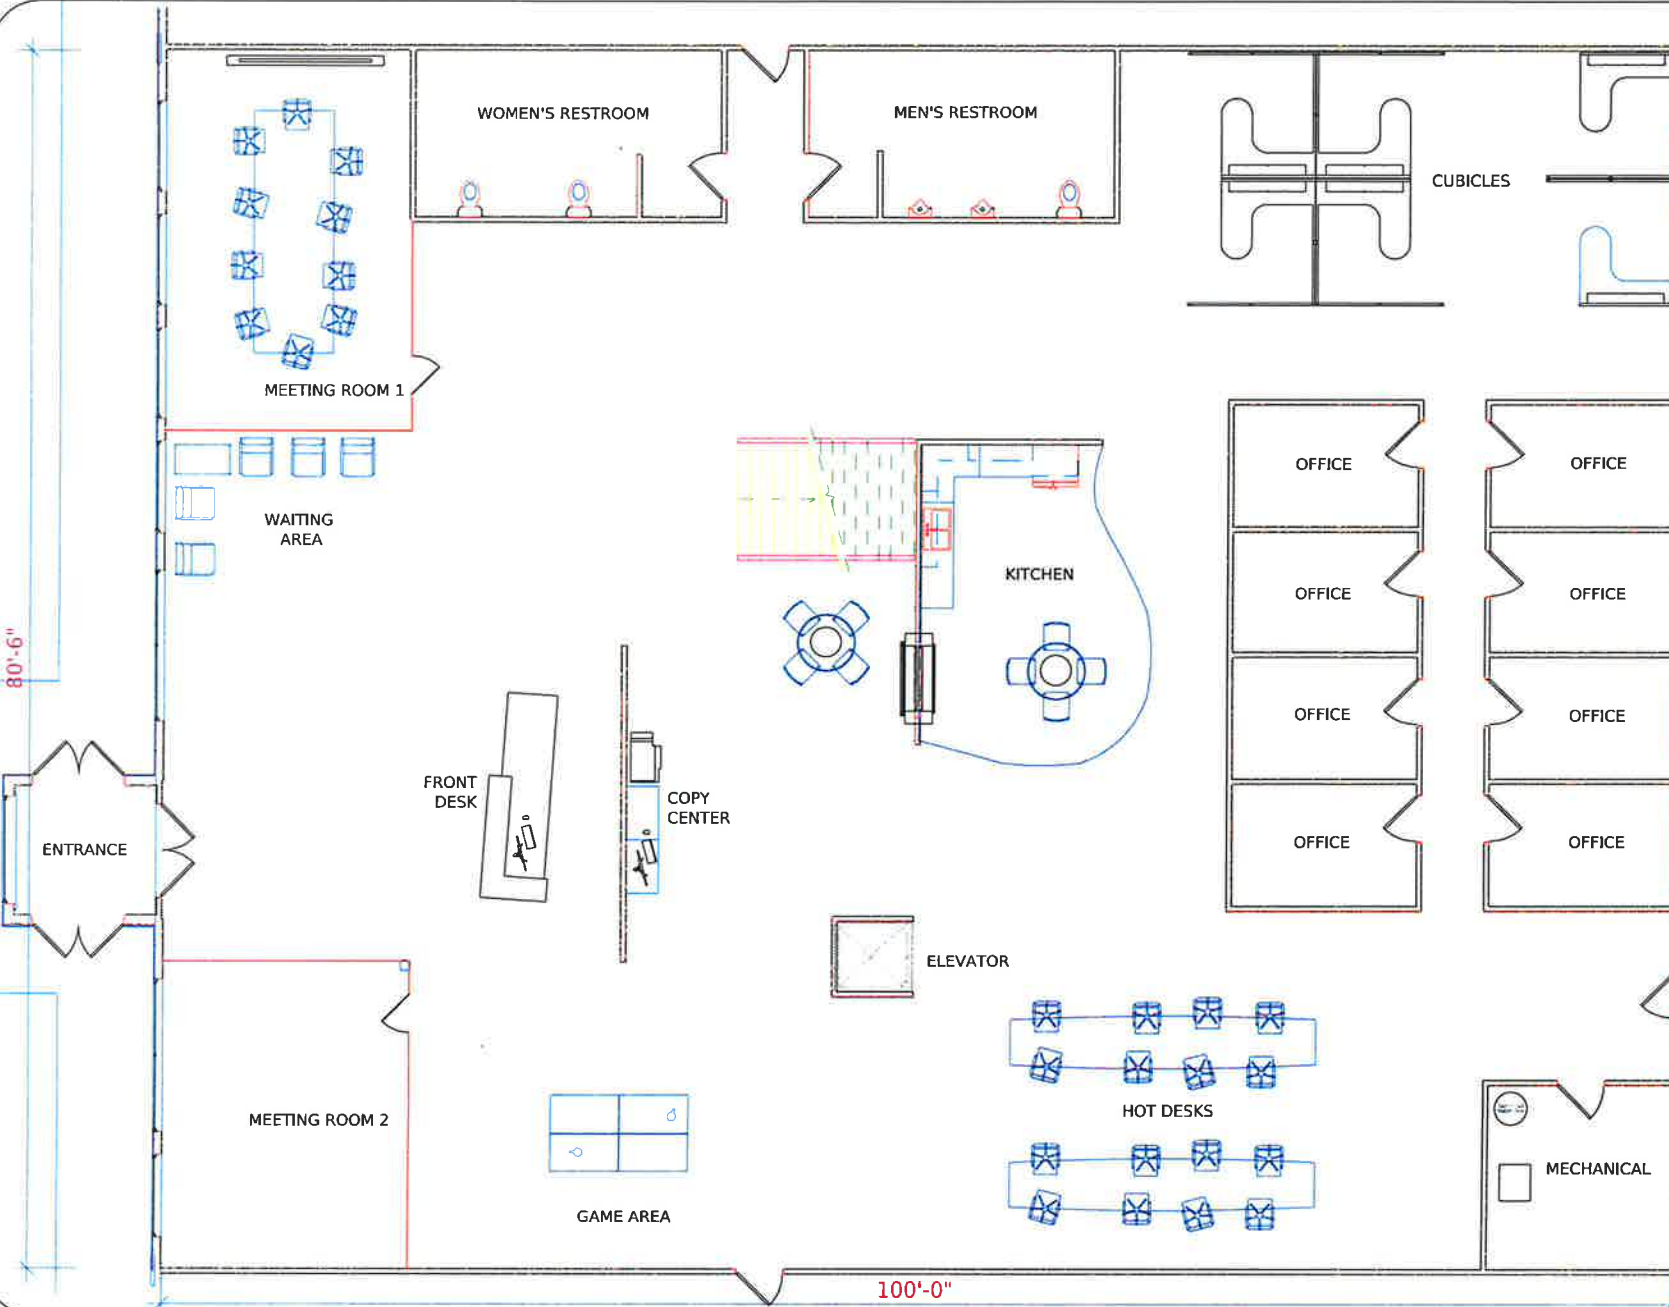 WOMEN'S RESTROOM
MEN'S RESTROOM
CUBICLES
MEETING ROOM 1
OFFICE
OFFICE
WAITING
AREA
KITCHEN
OFFICE
OFFICE
80'-6"
OFFICE
OFFICE
FRONT
DESK
COPY
CENTER
ENTRANCE
OFFICE
OFFICE
ELEVATOR
HOT DESKS
MEETING ROOM 2
MECHANICAL
GAME AREA
100'-0"